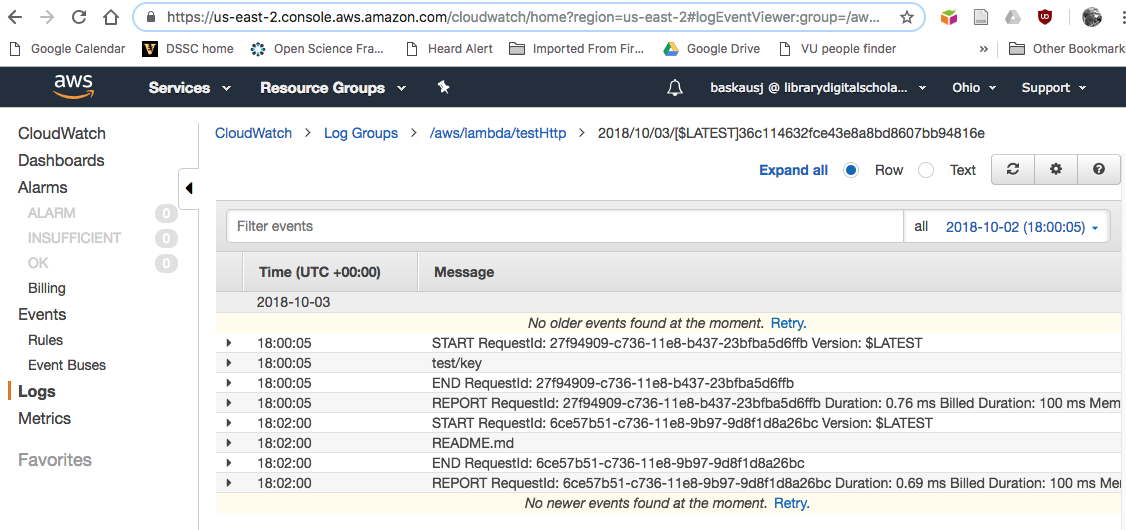 https://us-east-2.console.aws.amazon.com/cloudwatch/home?region=us-east-2#logEventViewer:group=/aw...
Google Calendar DSSC home Open Science Fra... Heard Alert Imported From Fir... Google Drive VU people finder » Other Bookmark
aws Services Resource Groups baskausj @ librarydigitalschola... Ohio Support
CloudWatch
Dashboards
Alarms
ALARM 0
INSUFFICIENT 0
OK 0
Billing
Events
Rules
Event Buses
Logs
Metrics
Favorites
CloudWatch > Log Groups > /aws/lambda/testHttp > 2018/10/03/[$LATEST]36c114632fce43e8a8bd8607bb94816e
Expand all Row Text
Filter events all 2018-10-02 (18:00:05)
Time (UTC +00:00) Message
2018-10-03
No older events found at the moment. Retry.
18:00:05 START RequestId: 27f94909-c736-11e8-b437-23bfba5d6ffb Version: $LATEST
18:00:05 test/key
18:00:05 END RequestId: 27f94909-c736-11e8-b437-23bfba5d6ffb
18:00:05 REPORT RequestId: 27f94909-c736-11e8-b437-23bfba5d6ffb Duration: 0.76 ms Billed Duration: 100 ms Mem
18:02:00 START RequestId: 6ce57b51-c736-11e8-9b97-9d8f1d8a26bc Version: $LATEST
18:02:00 README.md
18:02:00 END RequestId: 6ce57b51-c736-11e8-9b97-9d8f1d8a26bc
18:02:00 REPORT RequestId: 6ce57b51-c736-11e8-9b97-9d8f1d8a26bc Duration: 0.69 ms Billed Duration: 100 ms Me
No newer events found at the moment. Retry.